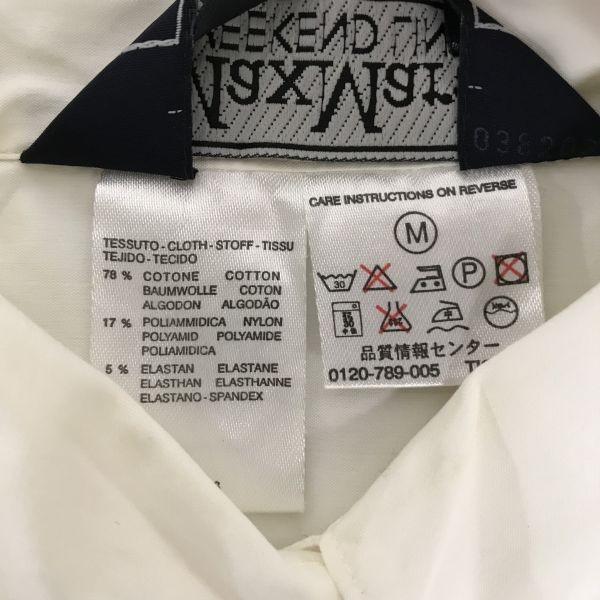 WEEKEND
MaxMara
TESSUTO-CLOTH-STOFF-TISSU
TEJIDO-TECIDO
78 % COTONE COTTON
BAUMWOLLE COTON
ALGODON ALGODÃO
17 % POLIAMMIDICA NYLON
POLYAMID POLYAMIDE
POLIAMIDICA
5 % ELASTAN ELASTANE
ELASTHAN ELASTHANNE
ELASTANO-SPANDEX
CARE INSTRUCTIONS ON REVERSE
M
30 P
30
品質情報センター
0120-789-005